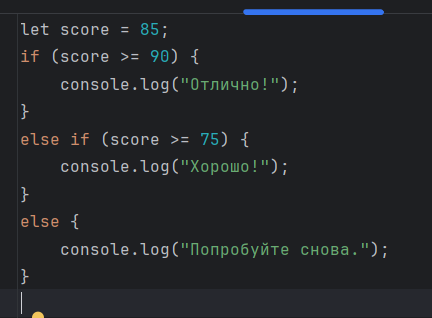 let score = 85;
if (score >= 90) {
    console.log("Отлично!");
}
else if (score >= 75) {
    console.log("Хорошо!");
}
else {
    console.log("Попробуйте снова.");
}